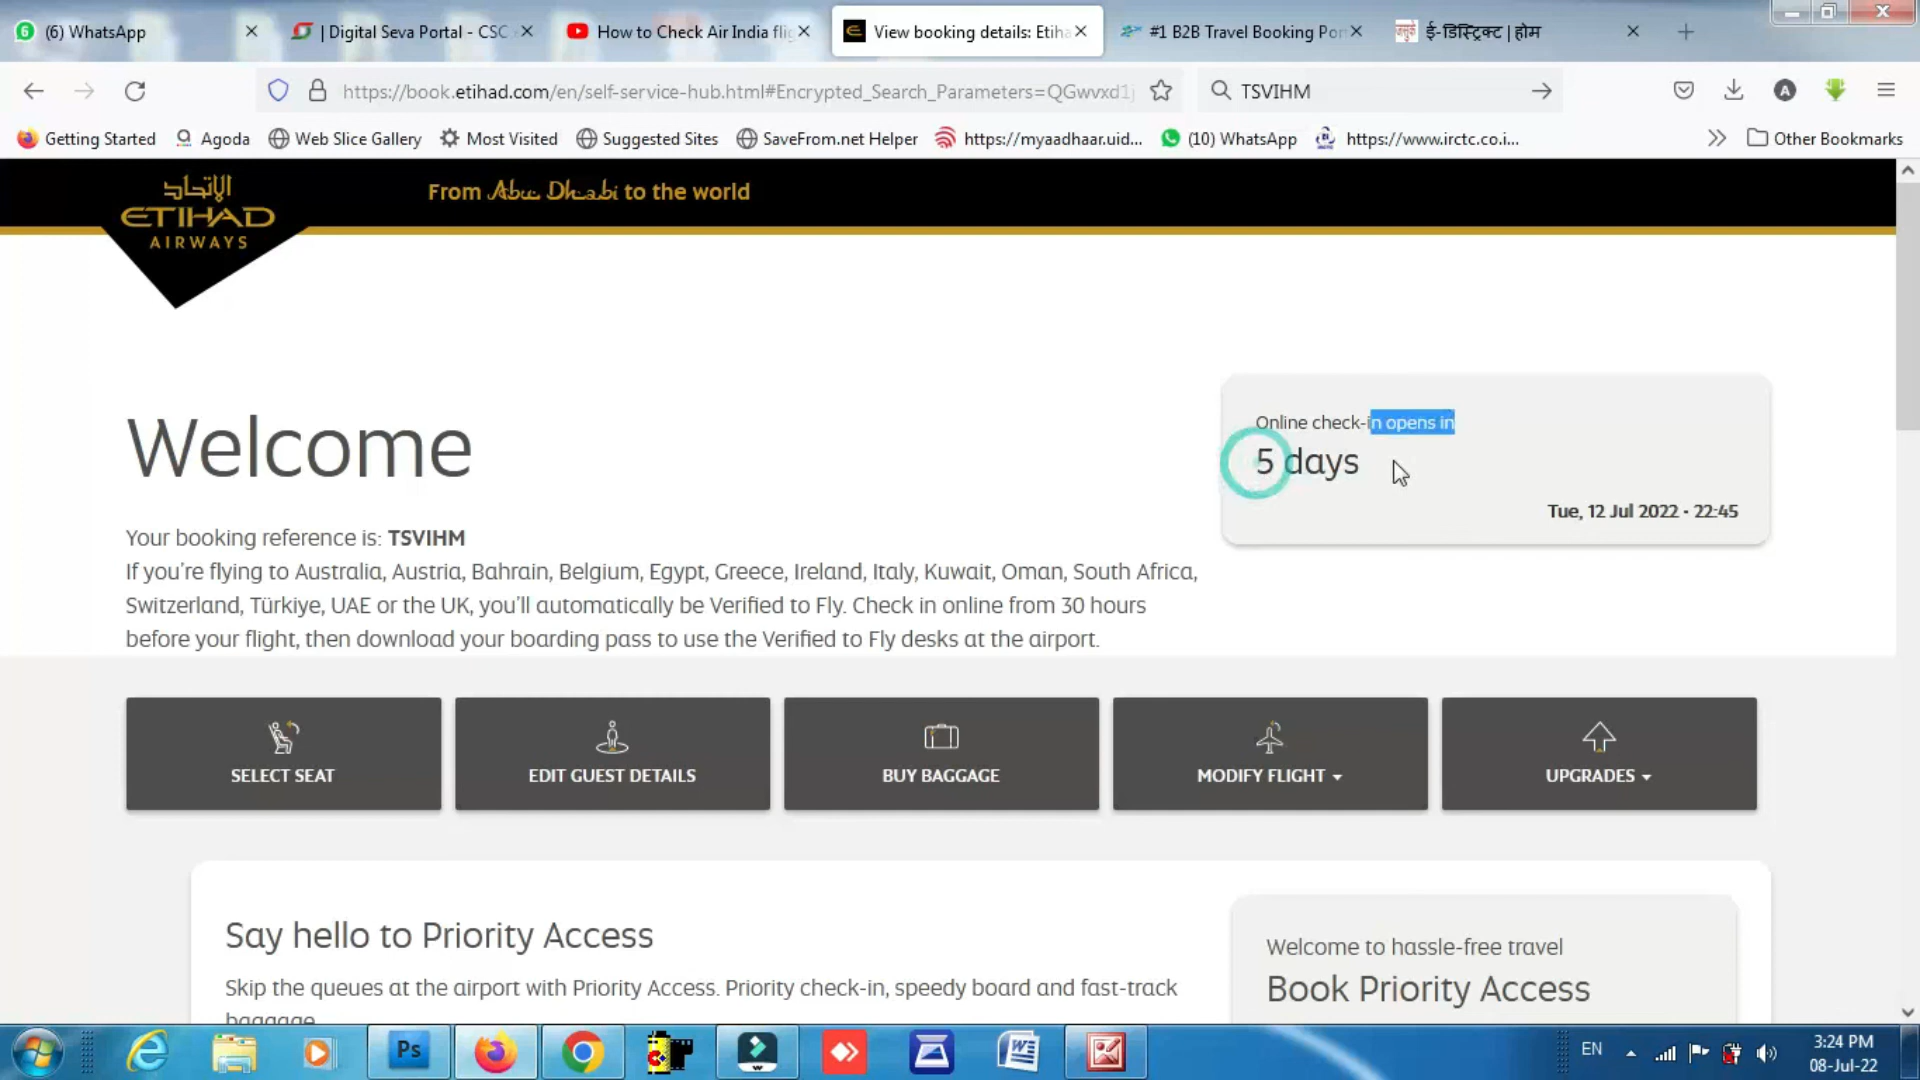 (6) WhatsApp
| Digital Seva Portal - CSC
How to Check Air India fli
View booking details: Etiha
#1 B2B Travel Booking Por
ई-डिस्ट्रिक्ट | होम
https://book.etihad.com/en/self-service-hub.html#Encrypted_Search_Parameters=QGwvxd1j
TSVIHM
Getting Started
Agoda
Web Slice Gallery
Most Visited
Suggested Sites
SaveFrom.net Helper
https://myaadhaar.uid...
(10) WhatsApp
https://www.irctc.co.i...
Other Bookmarks
الإتحاد
ETIHAD
AIRWAYS
From Abu Dhabi to the world
Welcome
Online check-in opens in
5 days
Tue, 12 Jul 2022 - 22:45
Your booking reference is: TSVIHM
If you're flying to Australia, Austria, Bahrain, Belgium, Egypt, Greece, Ireland, Italy, Kuwait, Oman, South Africa,
Switzerland, Türkiye, UAE or the UK, you'll automatically be Verified to Fly. Check in online from 30 hours
before your flight, then download your boarding pass to use the Verified to Fly desks at the airport.
SELECT SEAT
EDIT GUEST DETAILS
BUY BAGGAGE
MODIFY FLIGHT
UPGRADES
Say hello to Priority Access
Skip the queues at the airport with Priority Access. Priority check-in, speedy board and fast-track
baggage
Welcome to hassle-free travel
Book Priority Access
Ps
EN
3:24 PM
08-Jul-22